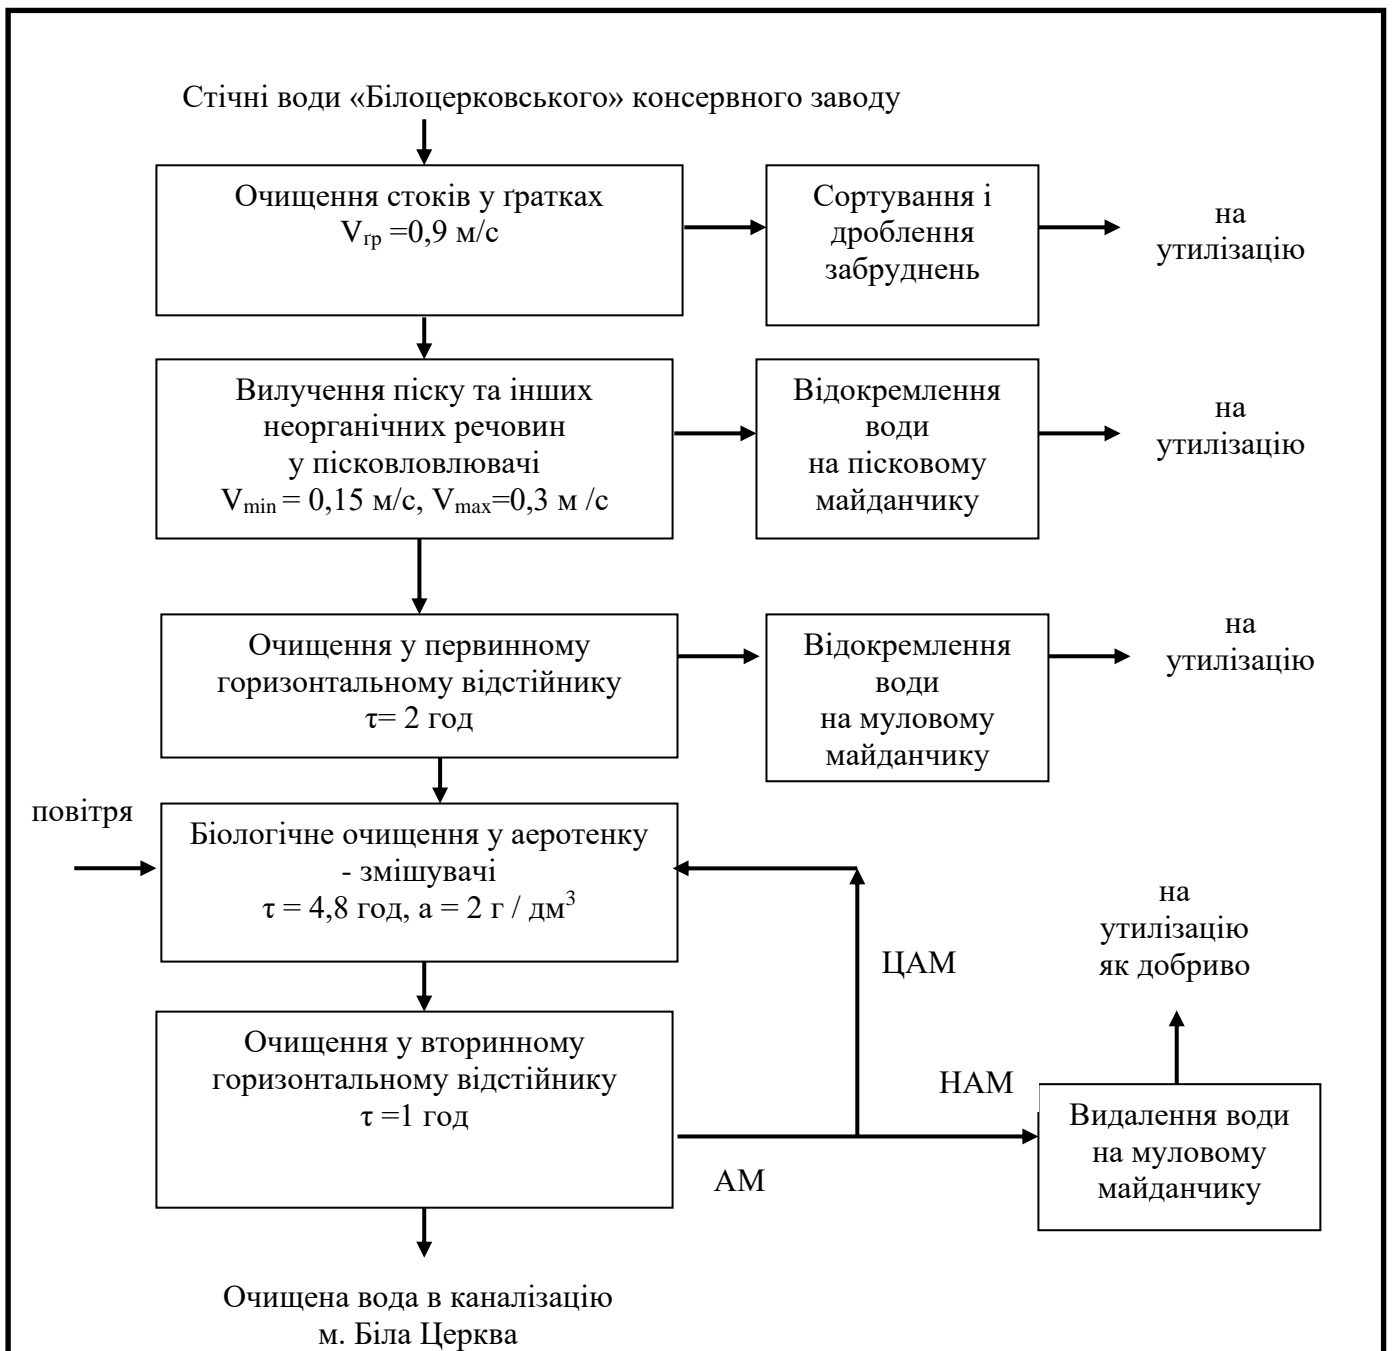 Стічні води «Білоцерковського» консервного заводу
Очищення стоків у ґратках
Vґр =0,9 м/с
Сортування і
дроблення
забруднень
на
утилізацію
Вилучення піску та інших
неорганічних речовин
у пісковловлювачі
Vmin = 0,15 м/с, Vmax=0,3 м /с
Відокремлення
води
на пісковому
майданчику
на
утилізацію
Очищення у первинному
горизонтальному відстійнику
τ= 2 год
Відокремлення
води
на муловому
майданчику
на
утилізацію
повітря
Біологічне очищення у аеротенку
- змішувачі
τ = 4,8 год, а = 2 г / дм³
ЦАМ
на
утилізацію
як добриво
Очищення у вторинному
горизонтальному відстійнику
τ =1 год
АМ
НАМ
Видалення води
на муловому
майданчику
Очищена вода в каналізацію
м. Біла Церква